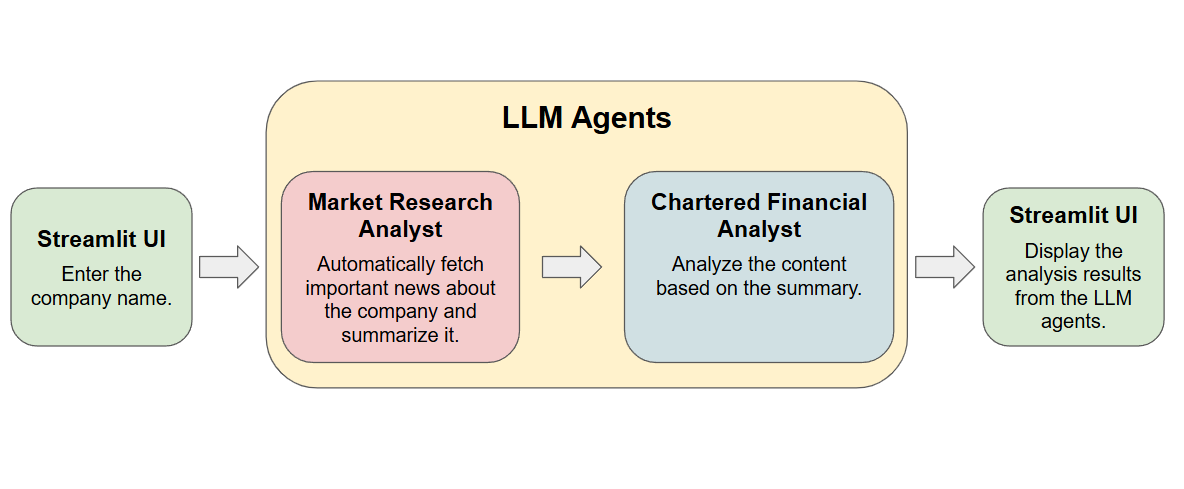 LLM Agents
Streamlit UI
Enter the
company name.
Market Research
Analyst
Automatically fetch
important news about
the company and
summarize it.
Chartered Financial
Analyst
Analyze the content
based on the summary.
Streamlit UI
Display the
analysis results
from the LLM
agents.